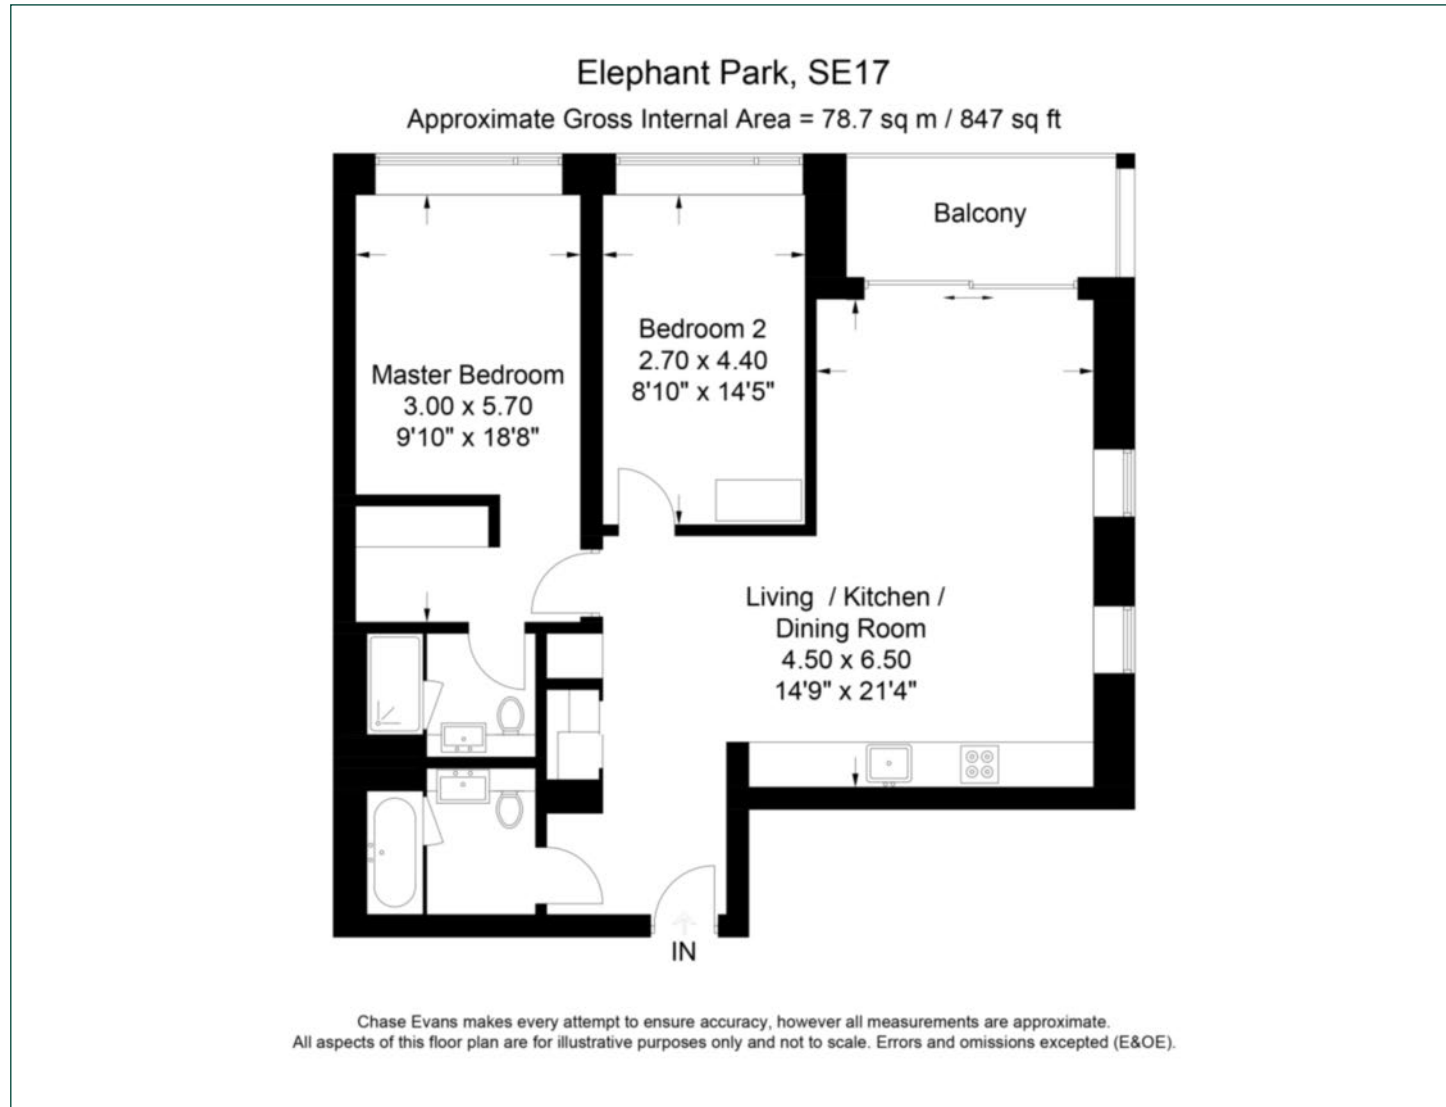 Elephant Park, SE17
Approximate Gross Internal Area = 78.7 sq m / 847 sq ft
Balcony
Bedroom 2
2.70 x 4.40
8'10" x 14'5"
Master Bedroom
3.00 x 5.70
9'10" x 18'8"
Living / Kitchen /
Dining Room
4.50 x 6.50
14'9" x 21'4"
IN
Chase Evans makes every attempt to ensure accuracy, however all measurements are approximate.
All aspects of this floor plan are for illustrative purposes only and not to scale. Errors and omissions excepted (E&OE).